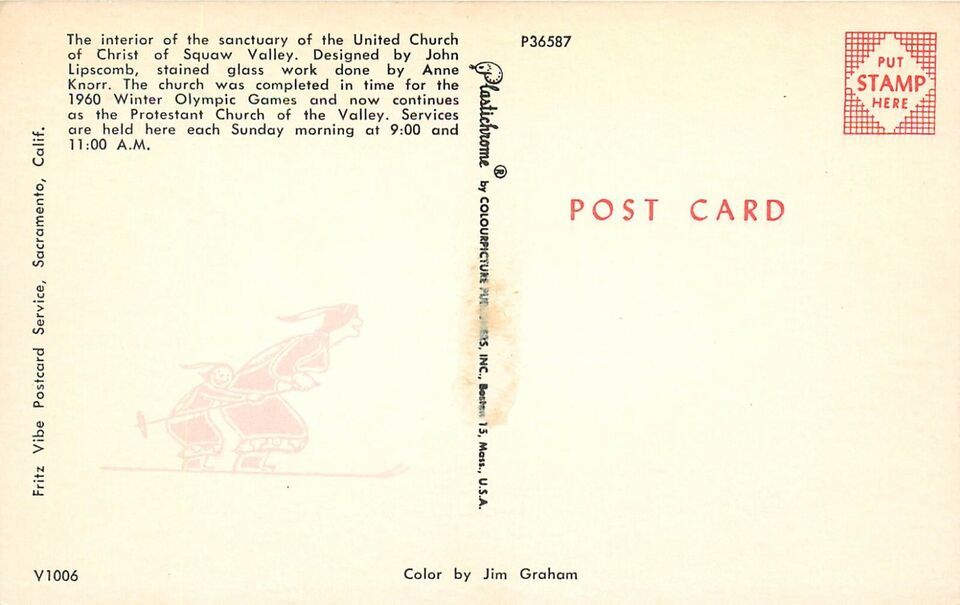 The interior of the sanctuary of the United Church
of Christ of Squaw Valley. Designed by John
Lipscomb, stained glass work done by Anne
Knorr. The church was completed in time for the
1960 Winter Olympic Games and now continues
as the Protestant Church of the Valley. Services
are held here each Sunday morning at 9:00 and
11:00 A.M.
Fritz Vibe Postcard Service, Sacramento, Calif.
V1006
Plastichrome ® by COLOURPICTURE INC., Boston 15, Mass., U.S.A.
Color by Jim Graham
P36587
PUT
STAMP
HERE
POST CARD